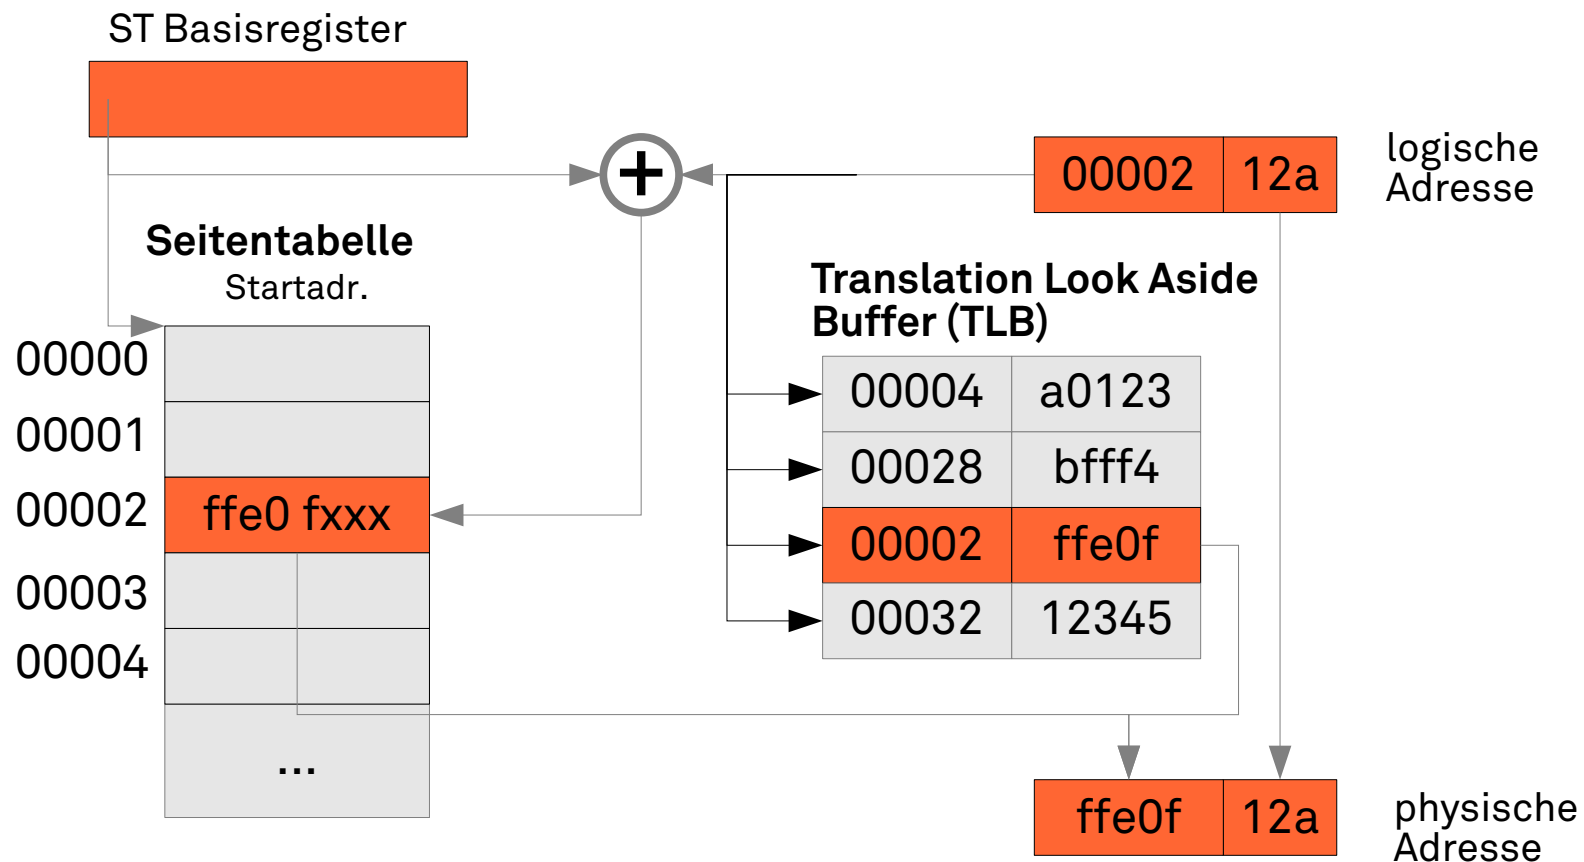 ST Basisregister
+
00002 12a
logische
Adresse
Seitentabelle
Startadr.
00000
00001
00002 ffe0 fxxx
00003
00004
...
Translation Look Aside
Buffer (TLB)
00004 a0123
00028 bfff4
00002 ffe0f
00032 12345
ffe0f 12a
physische
Adresse